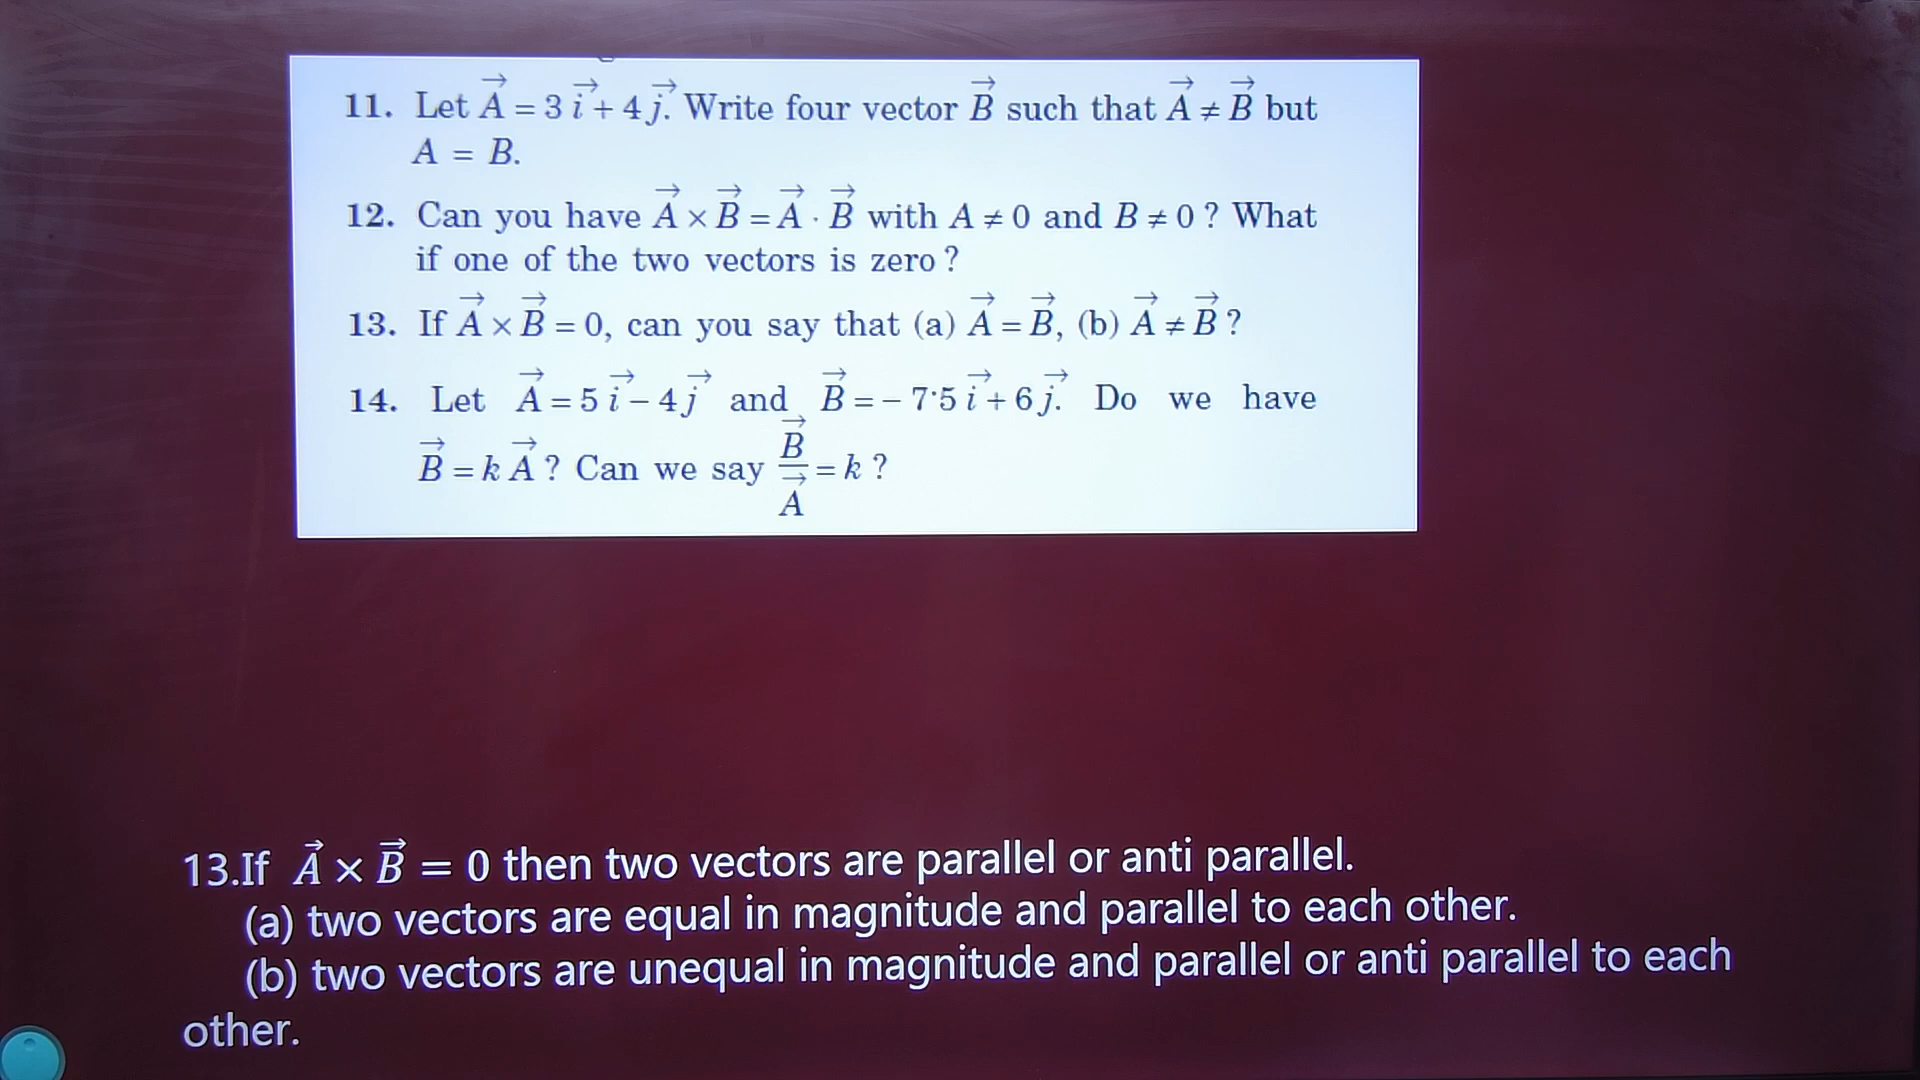 11. Let A⃗ = 3 i⃗ + 4 j⃗. Write four vector B⃗ such that A⃗ ≠ B⃗ but
A = B.
12. Can you have A⃗ × B⃗ = A⃗ · B⃗ with A ≠ 0 and B ≠ 0 ? What
if one of the two vectors is zero ?
13. If A⃗ × B⃗ = 0, can you say that (a) A⃗ = B⃗, (b) A⃗ ≠ B⃗ ?
14. Let A⃗ = 5 i⃗ − 4 j⃗ and B⃗ = − 7·5 i⃗ + 6 j⃗. Do we have
B⃗ = k A⃗ ? Can we say B⃗/A⃗ = k ?
13.If A⃗ × B⃗ = 0 then two vectors are parallel or anti parallel.
(a) two vectors are equal in magnitude and parallel to each other.
(b) two vectors are unequal in magnitude and parallel or anti parallel to each
other.